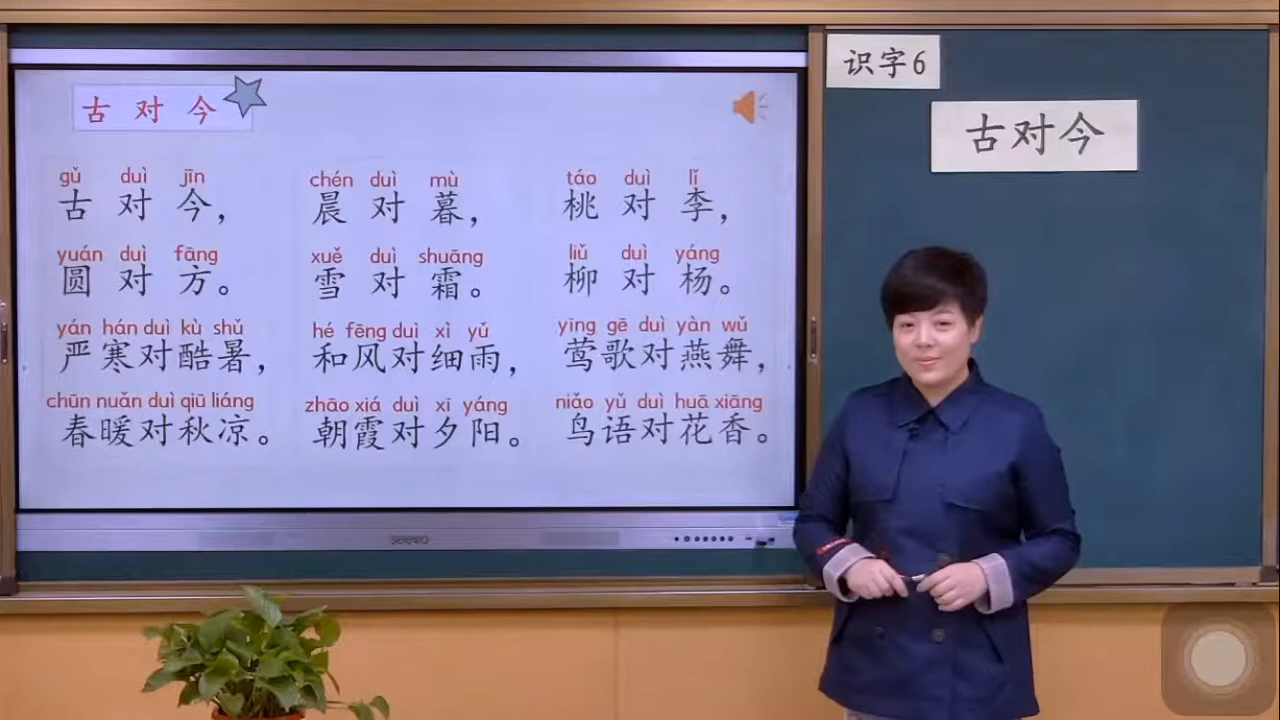 古 对 今
gǔ duì jīn
古 对 今，
yuán duì fāng
圆 对 方。
yán hán duì kù shǔ
严寒对酷暑，
chūn nuǎn duì qiū liáng
春暖对秋凉。
chén duì mù
晨 对 暮，
xuě duì shuāng
雪 对 霜。
hé fēng duì xì yǔ
和风对细雨，
zhāo xiá duì xī yáng
朝霞对夕阳。
táo duì lǐ
桃 对 李，
liǔ duì yáng
柳 对 杨。
yīng gē duì yàn wǔ
莺歌对燕舞，
niǎo yǔ duì huā xiāng
鸟语对花香。
seewo
识字6
古对今